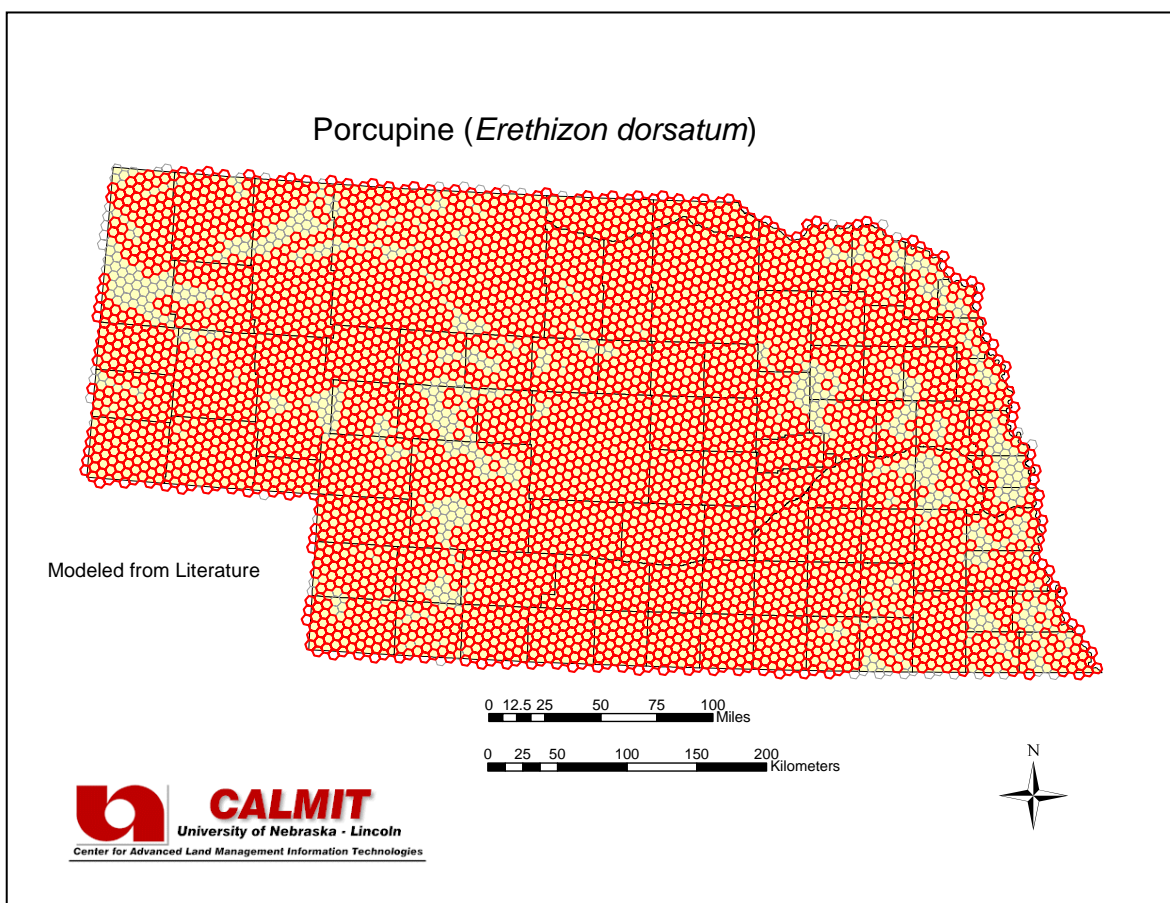 Porcupine (Erethizon dorsatum)
Modeled from Literature
0 12.5 25 50 75 100
Miles
0 25 50 100 150 200
Kilometers
N
CALMIT
University of Nebraska - Lincoln
Center for Advanced Land Management Information Technologies